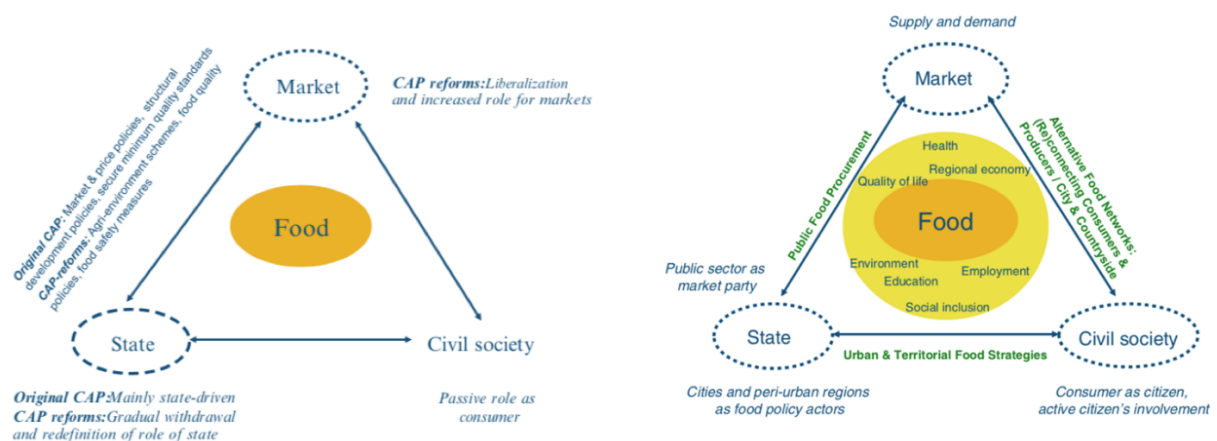 Original CAP: Market & price policies, structural
development policies, secure minimum quality standards
CAP-reforms: Agri-environment schemes, food quality
policies, food safety measures
Market
CAP reforms:Liberalization
and increased role for markets
Food
State
Civil society
Original CAP:Mainly state-driven
CAP reforms:Gradual withdrawal
and redefinition of role of state
Passive role as
consumer
Supply and demand
Market
Public Food Procurement
Alternative Food Networks:
(Re)connecting Consumers &
Producers / City & Countryside
Health
Regional economy
Quality of life
Food
Environment
Employment
Education
Social inclusion
Public sector as
market party
State
Civil society
Urban & Territorial Food Strategies
Cities and peri-urban regions
as food policy actors
Consumer as citizen,
active citizen's involvement